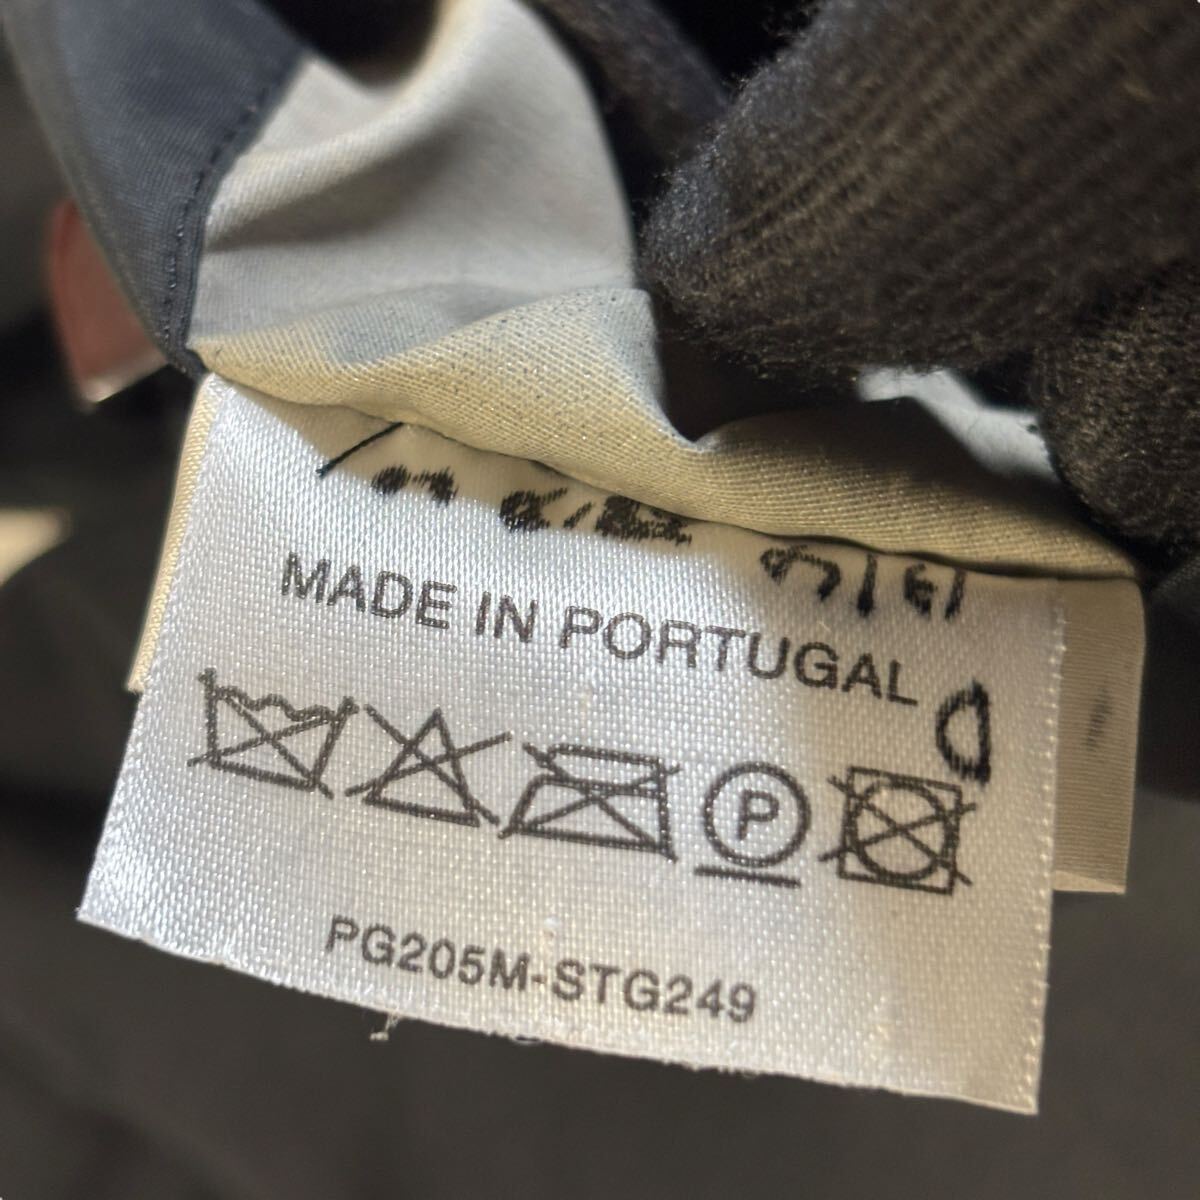 MADE IN PORTUGAL
P
PG205M-STG249